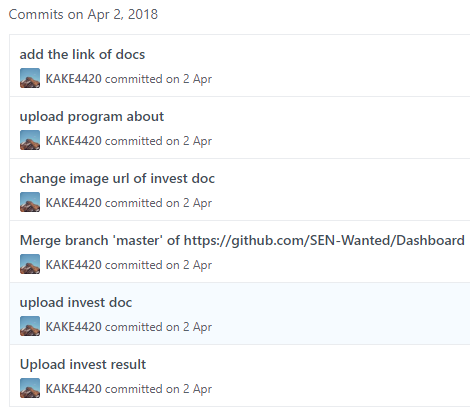 Commits on Apr 2, 2018
add the link of docs
KAKE4420 committed on 2 Apr
upload program about
KAKE4420 committed on 2 Apr
change image url of invest doc
KAKE4420 committed on 2 Apr
Merge branch 'master' of https://github.com/SEN-Wanted/Dashboard
KAKE4420 committed on 2 Apr
upload invest doc
KAKE4420 committed on 2 Apr
Upload invest result
KAKE4420 committed on 2 Apr